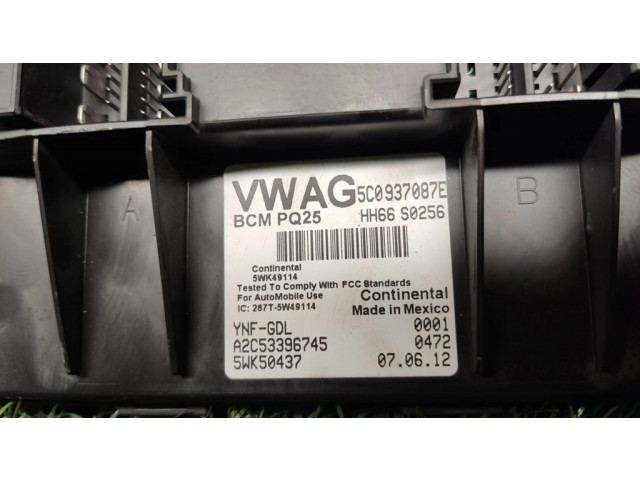 A
B
VWAG 5C0937087E
BCM PQ25 HH66 S0256
Continental
5WK49114
Tested To Comply With FCC Standards
For AutoMobile Use
IC: 267T-5W49114
Continental
Made in Mexico
YNF-GDL 0001
A2C53396745 0472
5WK50437 07.06.12